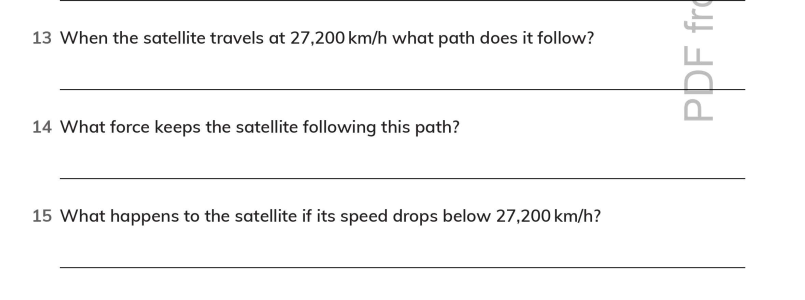 13 When the satellite travels at 27,200 km/h what path does it follow?
14 What force keeps the satellite following this path?
15 What happens to the satellite if its speed drops below 27,200 km/h?
PDF